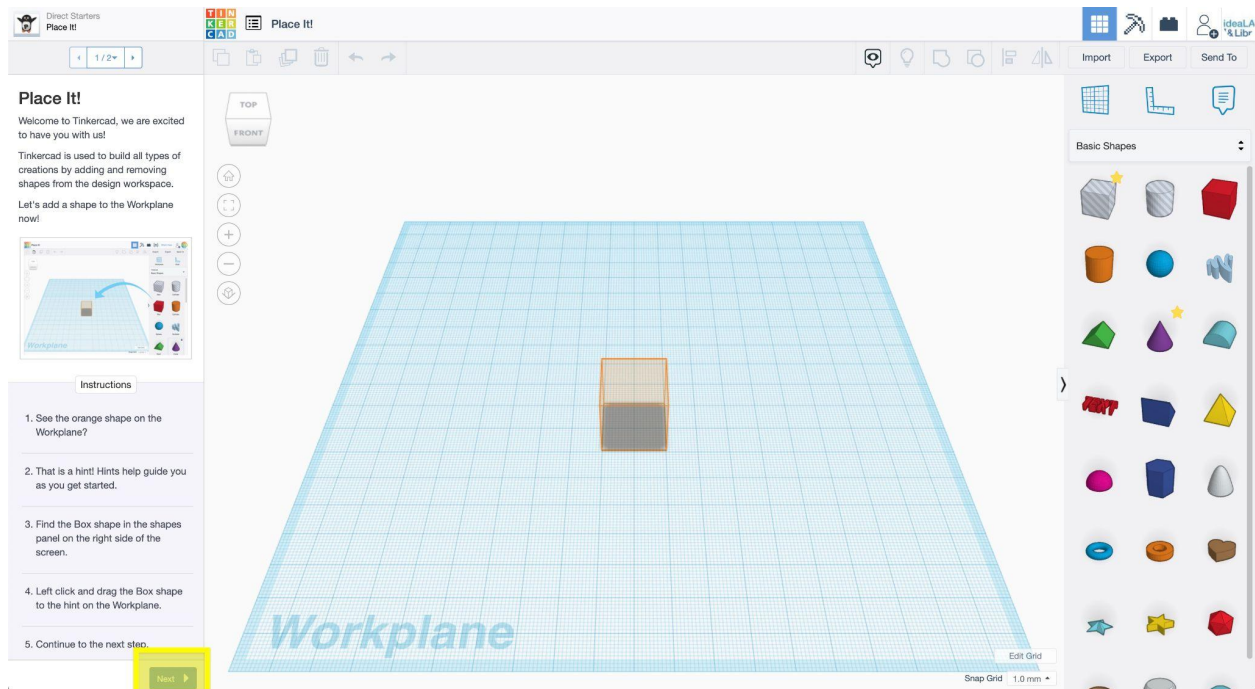 Direct Starters
Place It!
TIN
KER
CAD
Place It!
ideaLA
& Libr
1/2
Import
Export
Send To
Place It!
Welcome to Tinkercad, we are excited
to have you with us!
Tinkercad is used to build all types of
creations by adding and removing
shapes from the design workspace.
Let's add a shape to the Workplane
now!
Workplane
Instructions
1. See the orange shape on the
Workplane?
2. That is a hint! Hints help guide you
as you get started.
3. Find the Box shape in the shapes
panel on the right side of the
screen.
4. Left click and drag the Box shape
to the hint on the Workplane.
5. Continue to the next step.
Next
TOP
FRONT
Workplane
Edit Grid
Snap Grid 1.0 mm
Basic Shapes
TEXT